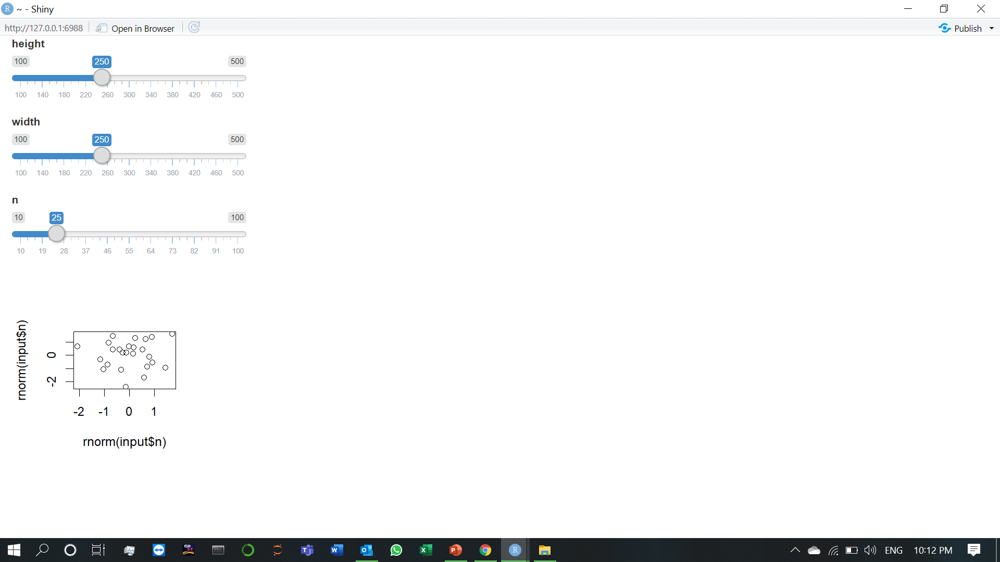 R ~ - Shiny
http://127.0.0.1:6988 Open in Browser Publish
height
100 250 500
100 140 180 220 260 300 340 380 420 460 500
width
100 250 500
100 140 180 220 260 300 340 380 420 460 500
n
10 25 100
10 19 28 37 46 55 64 73 82 91 100
rnorm(input$n)
0
-2
-2 -1 0 1
rnorm(input$n)
CLD E-T T W O X P R ENG 10:12 PM